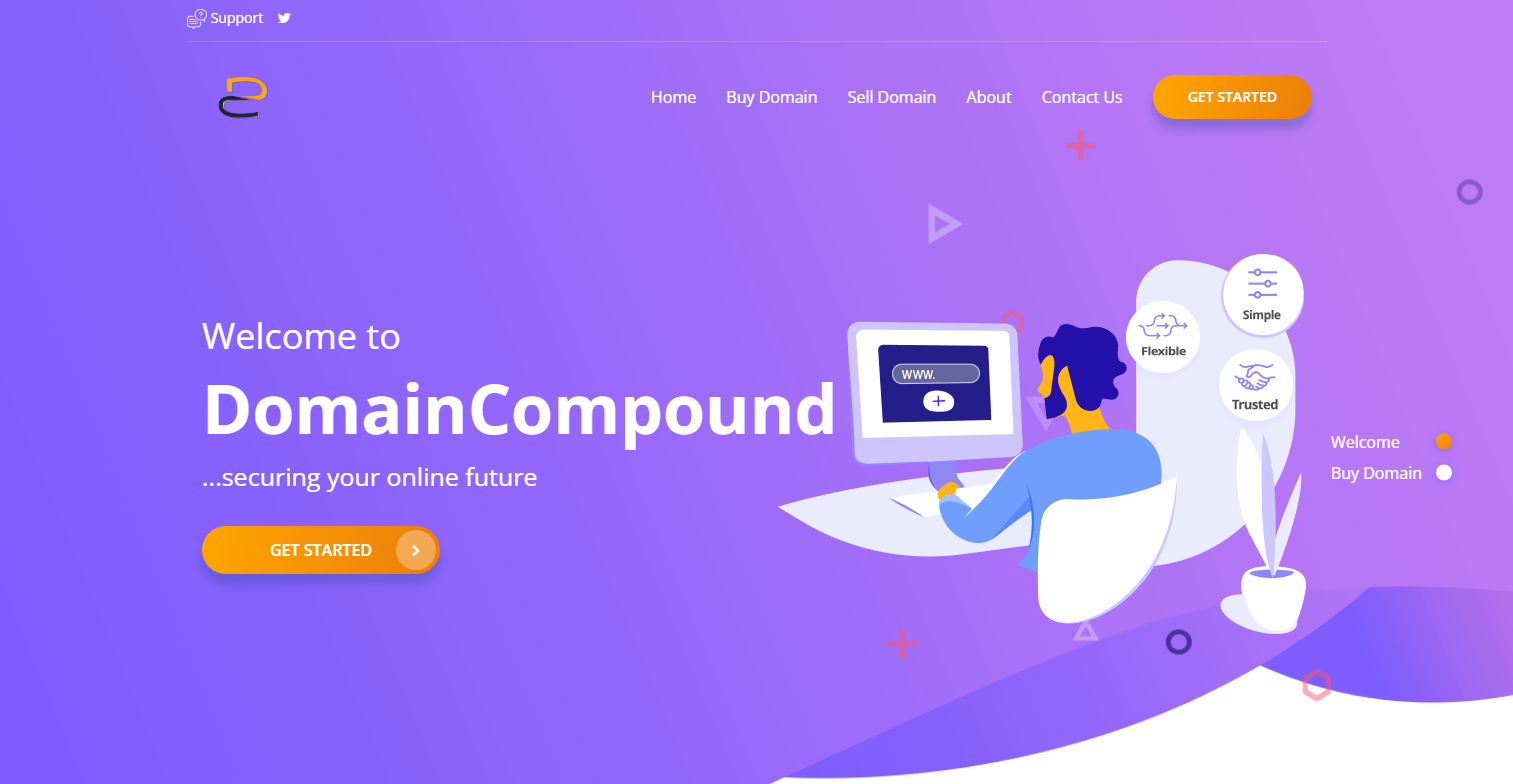 Support
Home Buy Domain Sell Domain About Contact Us GET STARTED
Welcome to
DomainCompound
...securing your online future
GET STARTED
www.
Simple
Flexible
Trusted
Welcome
Buy Domain